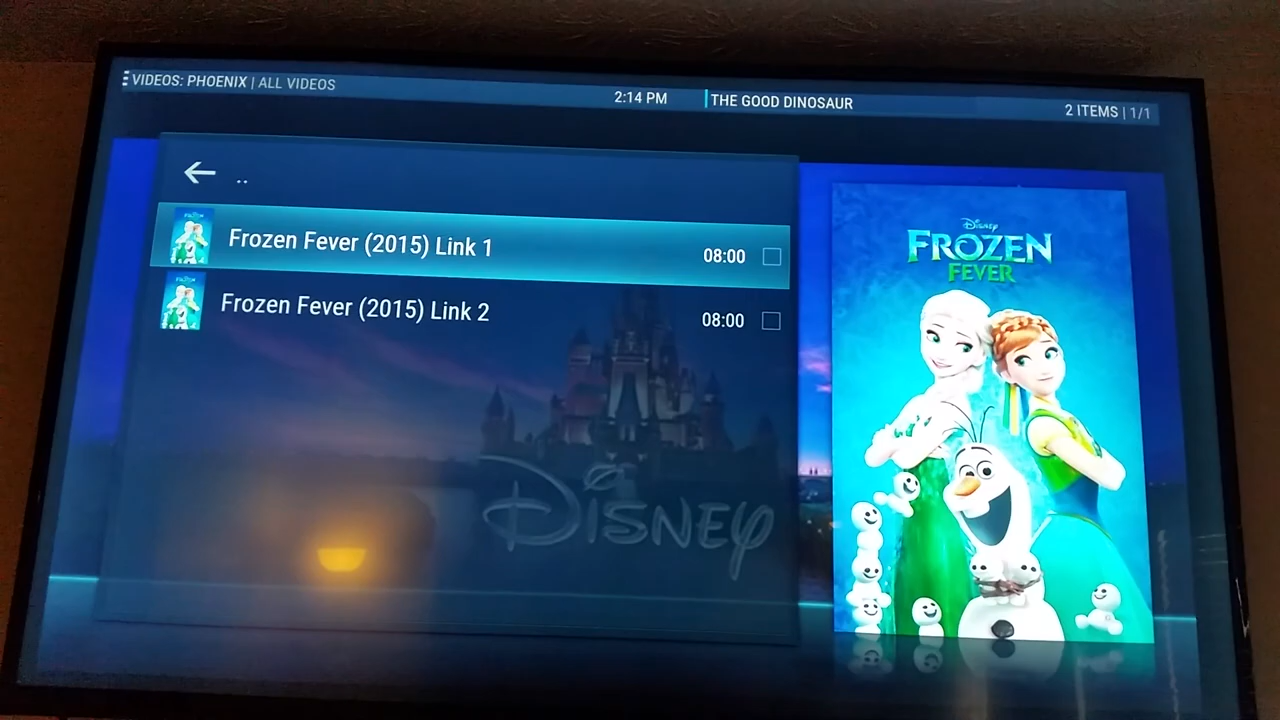 VIDEOS: PHOENIX | ALL VIDEOS
2:14 PM
THE GOOD DINOSAUR
2 ITEMS | 1/1
..
Frozen Fever (2015) Link 1
08:00
Frozen Fever (2015) Link 2
08:00
DISNEY
DISNEY
FROZEN
FEVER